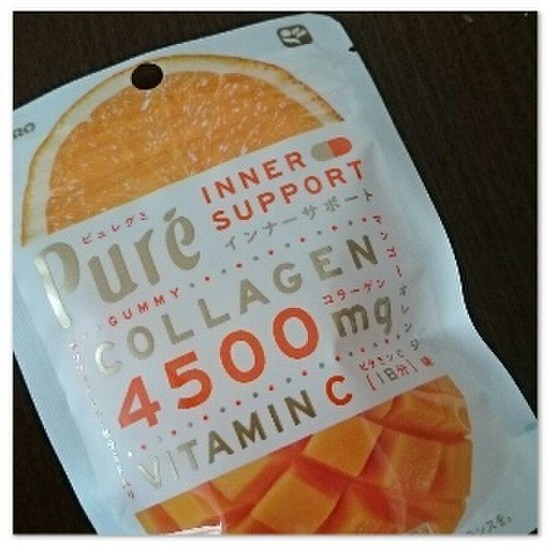 RO
INNER
SUPPORT
インナーサポート
ピュレグミ
Puré
GUMMY
COLLAGEN
コラーゲン
4500mg
マンゴーオレンジ味
VITAMIN C
ビタミンC
[1日分]